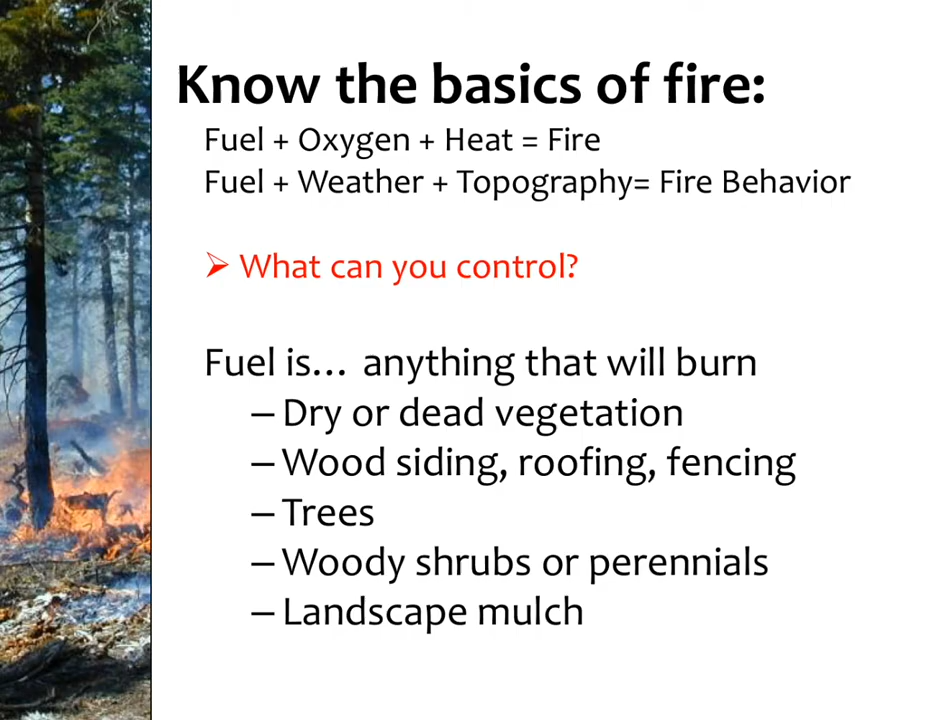 Know the basics of fire:
Fuel + Oxygen + Heat = Fire
Fuel + Weather + Topography= Fire Behavior
➢ What can you control?
Fuel is… anything that will burn
– Dry or dead vegetation
– Wood siding, roofing, fencing
– Trees
– Woody shrubs or perennials
– Landscape mulch